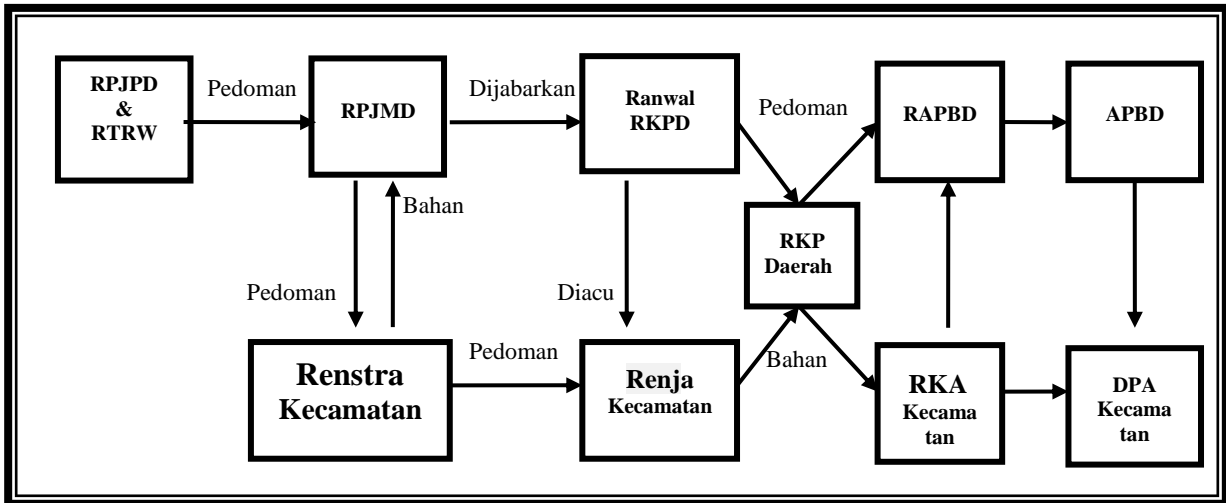 RPJPD
&
RTRW
Pedoman
RPJMD
Dijabarkan
Ranwal
RKPD
Pedoman
RAPBD
APBD
Bahan
RKP
Daerah
Pedoman
Diacu
Renstra
Kecamatan
Pedoman
Renja
Kecamatan
Bahan
RKA
Kecama
tan
DPA
Kecama
tan